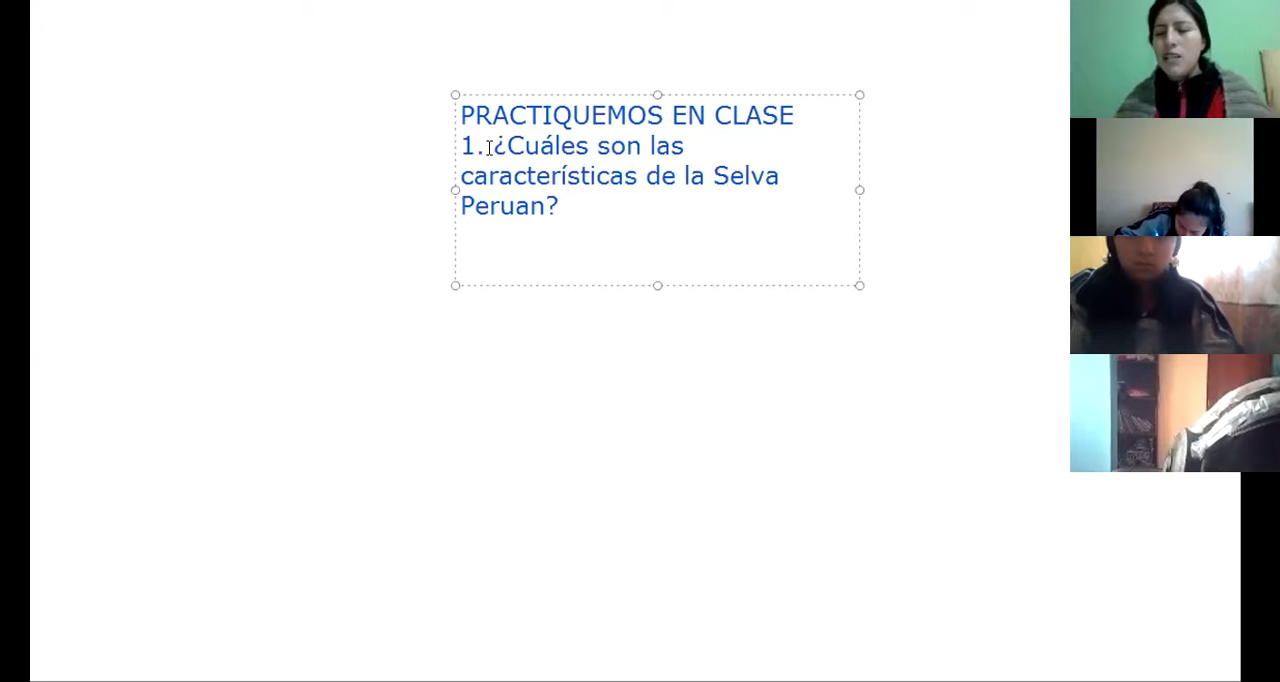 PRACTIQUEMOS EN CLASE
1. ¿Cuáles son las
características de la Selva
Peruan?